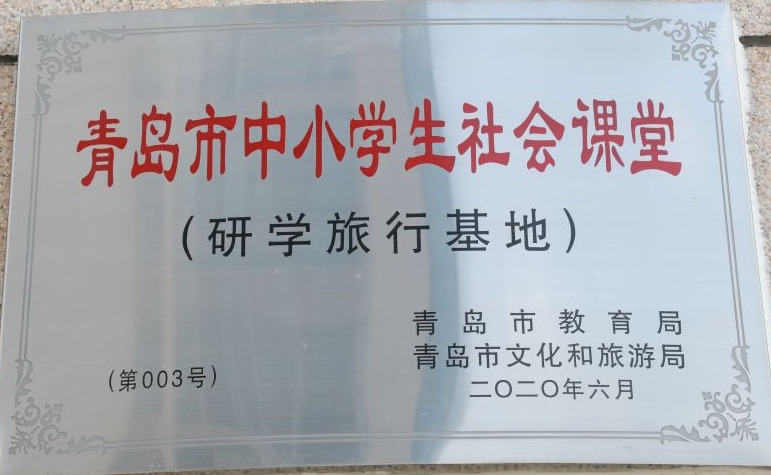 青岛市中小学生社会课堂
（研学旅行基地）
青岛市教育局
青岛市文化和旅游局
（第003号）
二〇二〇年六月